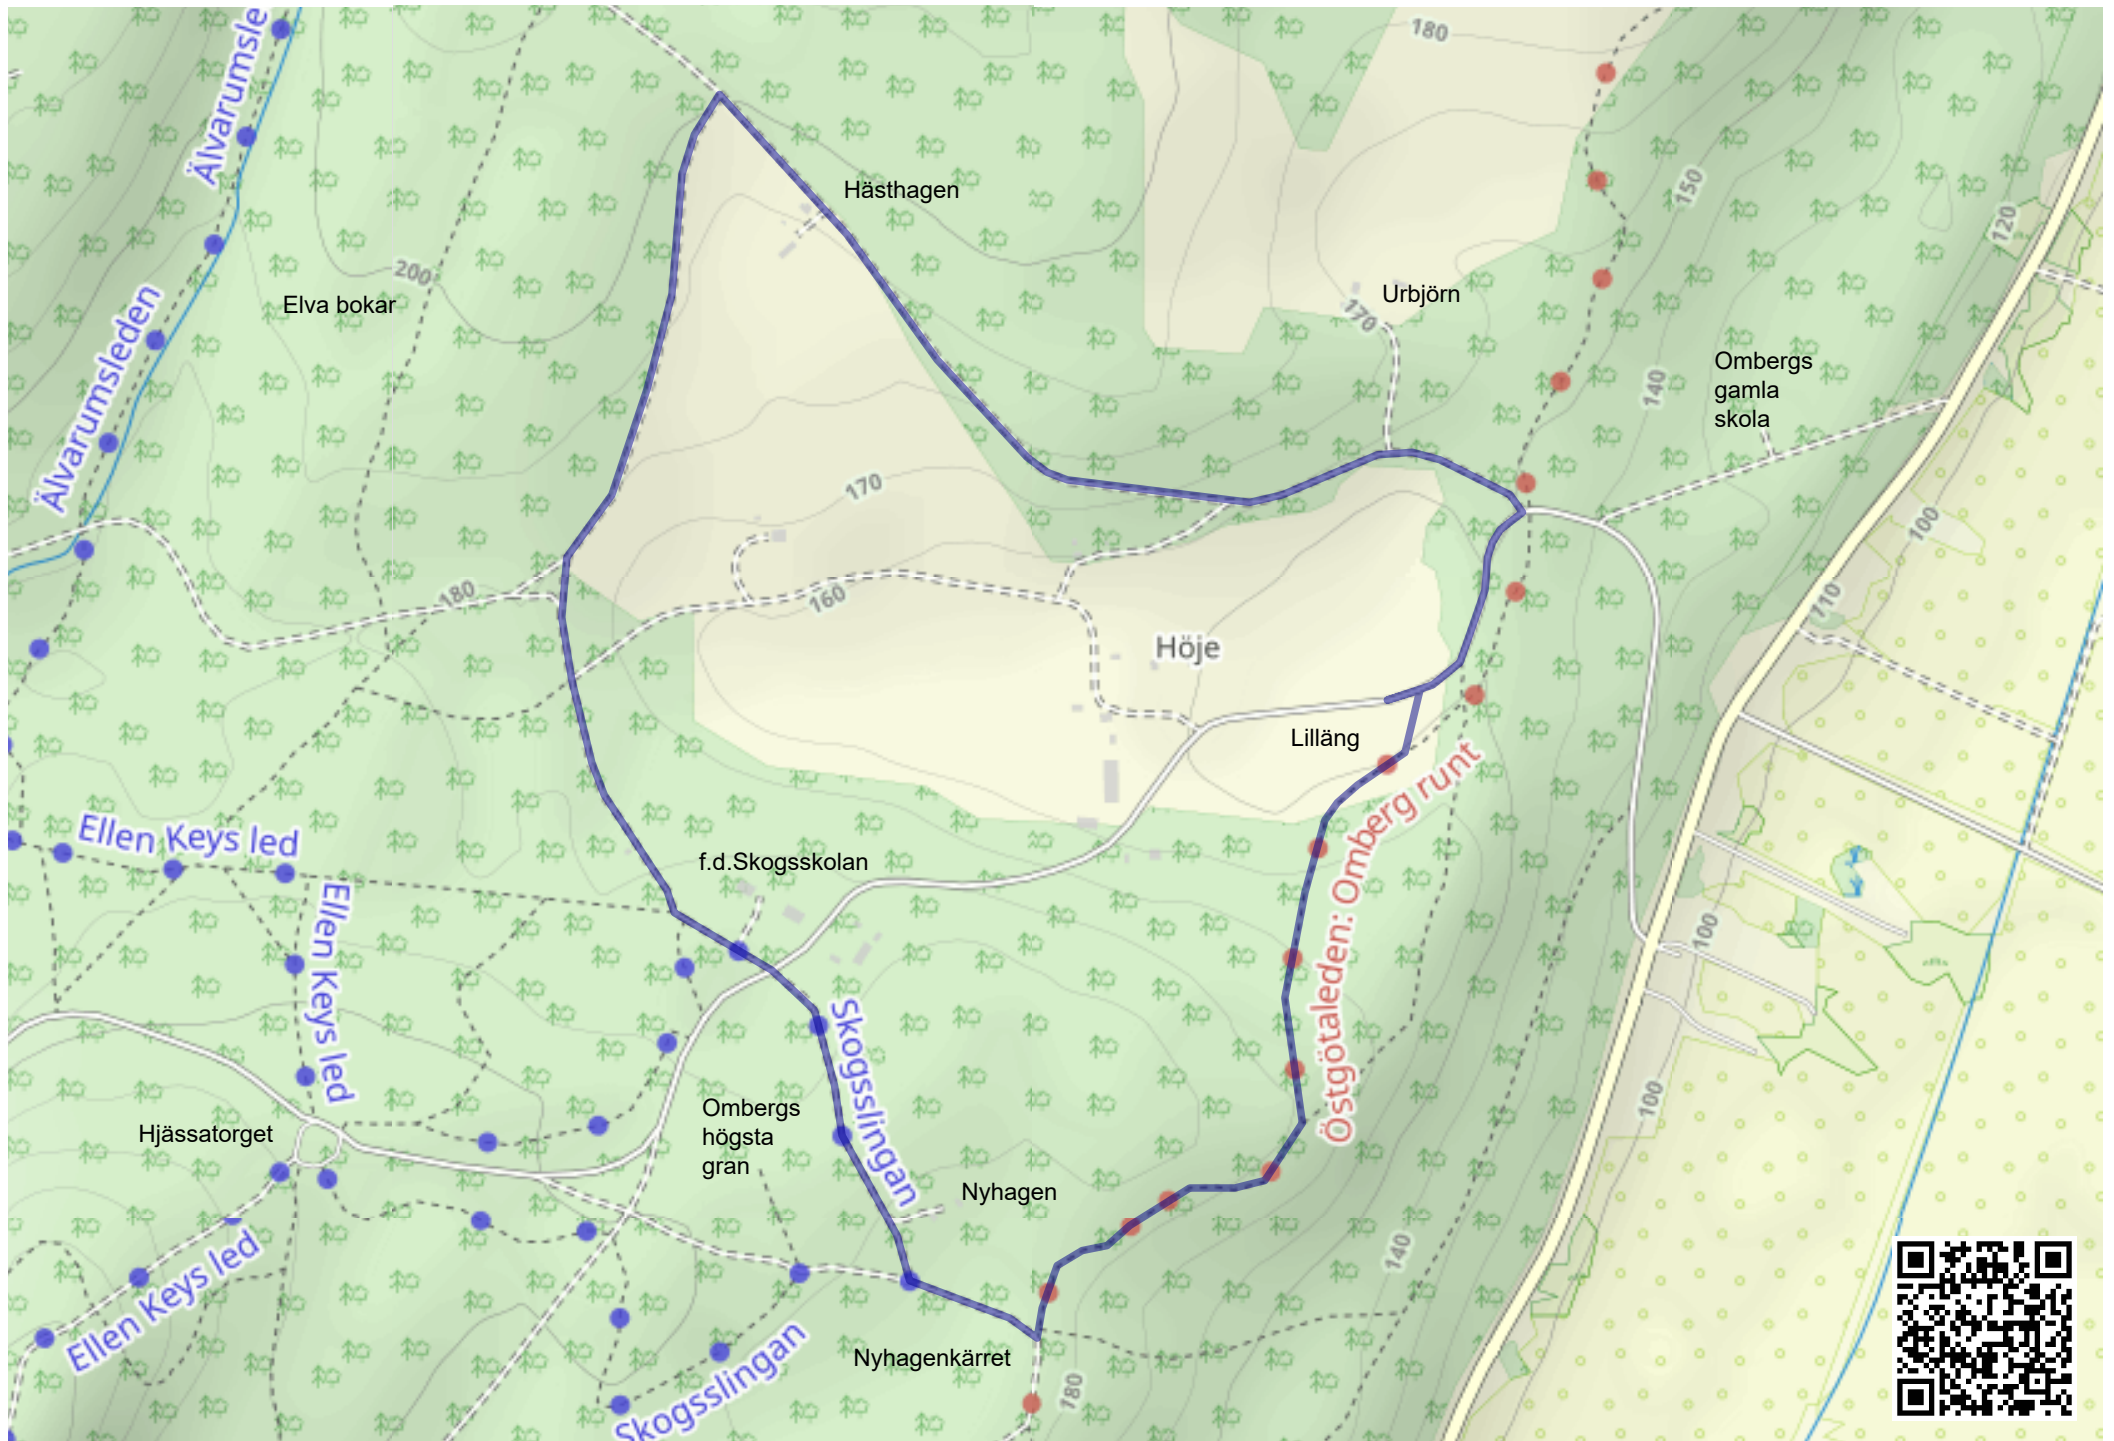 Älvarumsle
180
Hästhagen
150
120
200
Elva bokar
Urbjörn
170
Ombergs
gamla
skola
140
Älvarumsleden
170
100
180
160
710
Höje
Lilläng
Ellen Keys led
f.d.Skogsskolan
Östgötaleden: Omberg runt
Ellen Keys led
100
Skogsslingan
100
Ombergs
högsta
gran
Hjässatorget
Nyhagen
Ellen Keys led
140
Nyhagenkärret
Skogsslingan
180